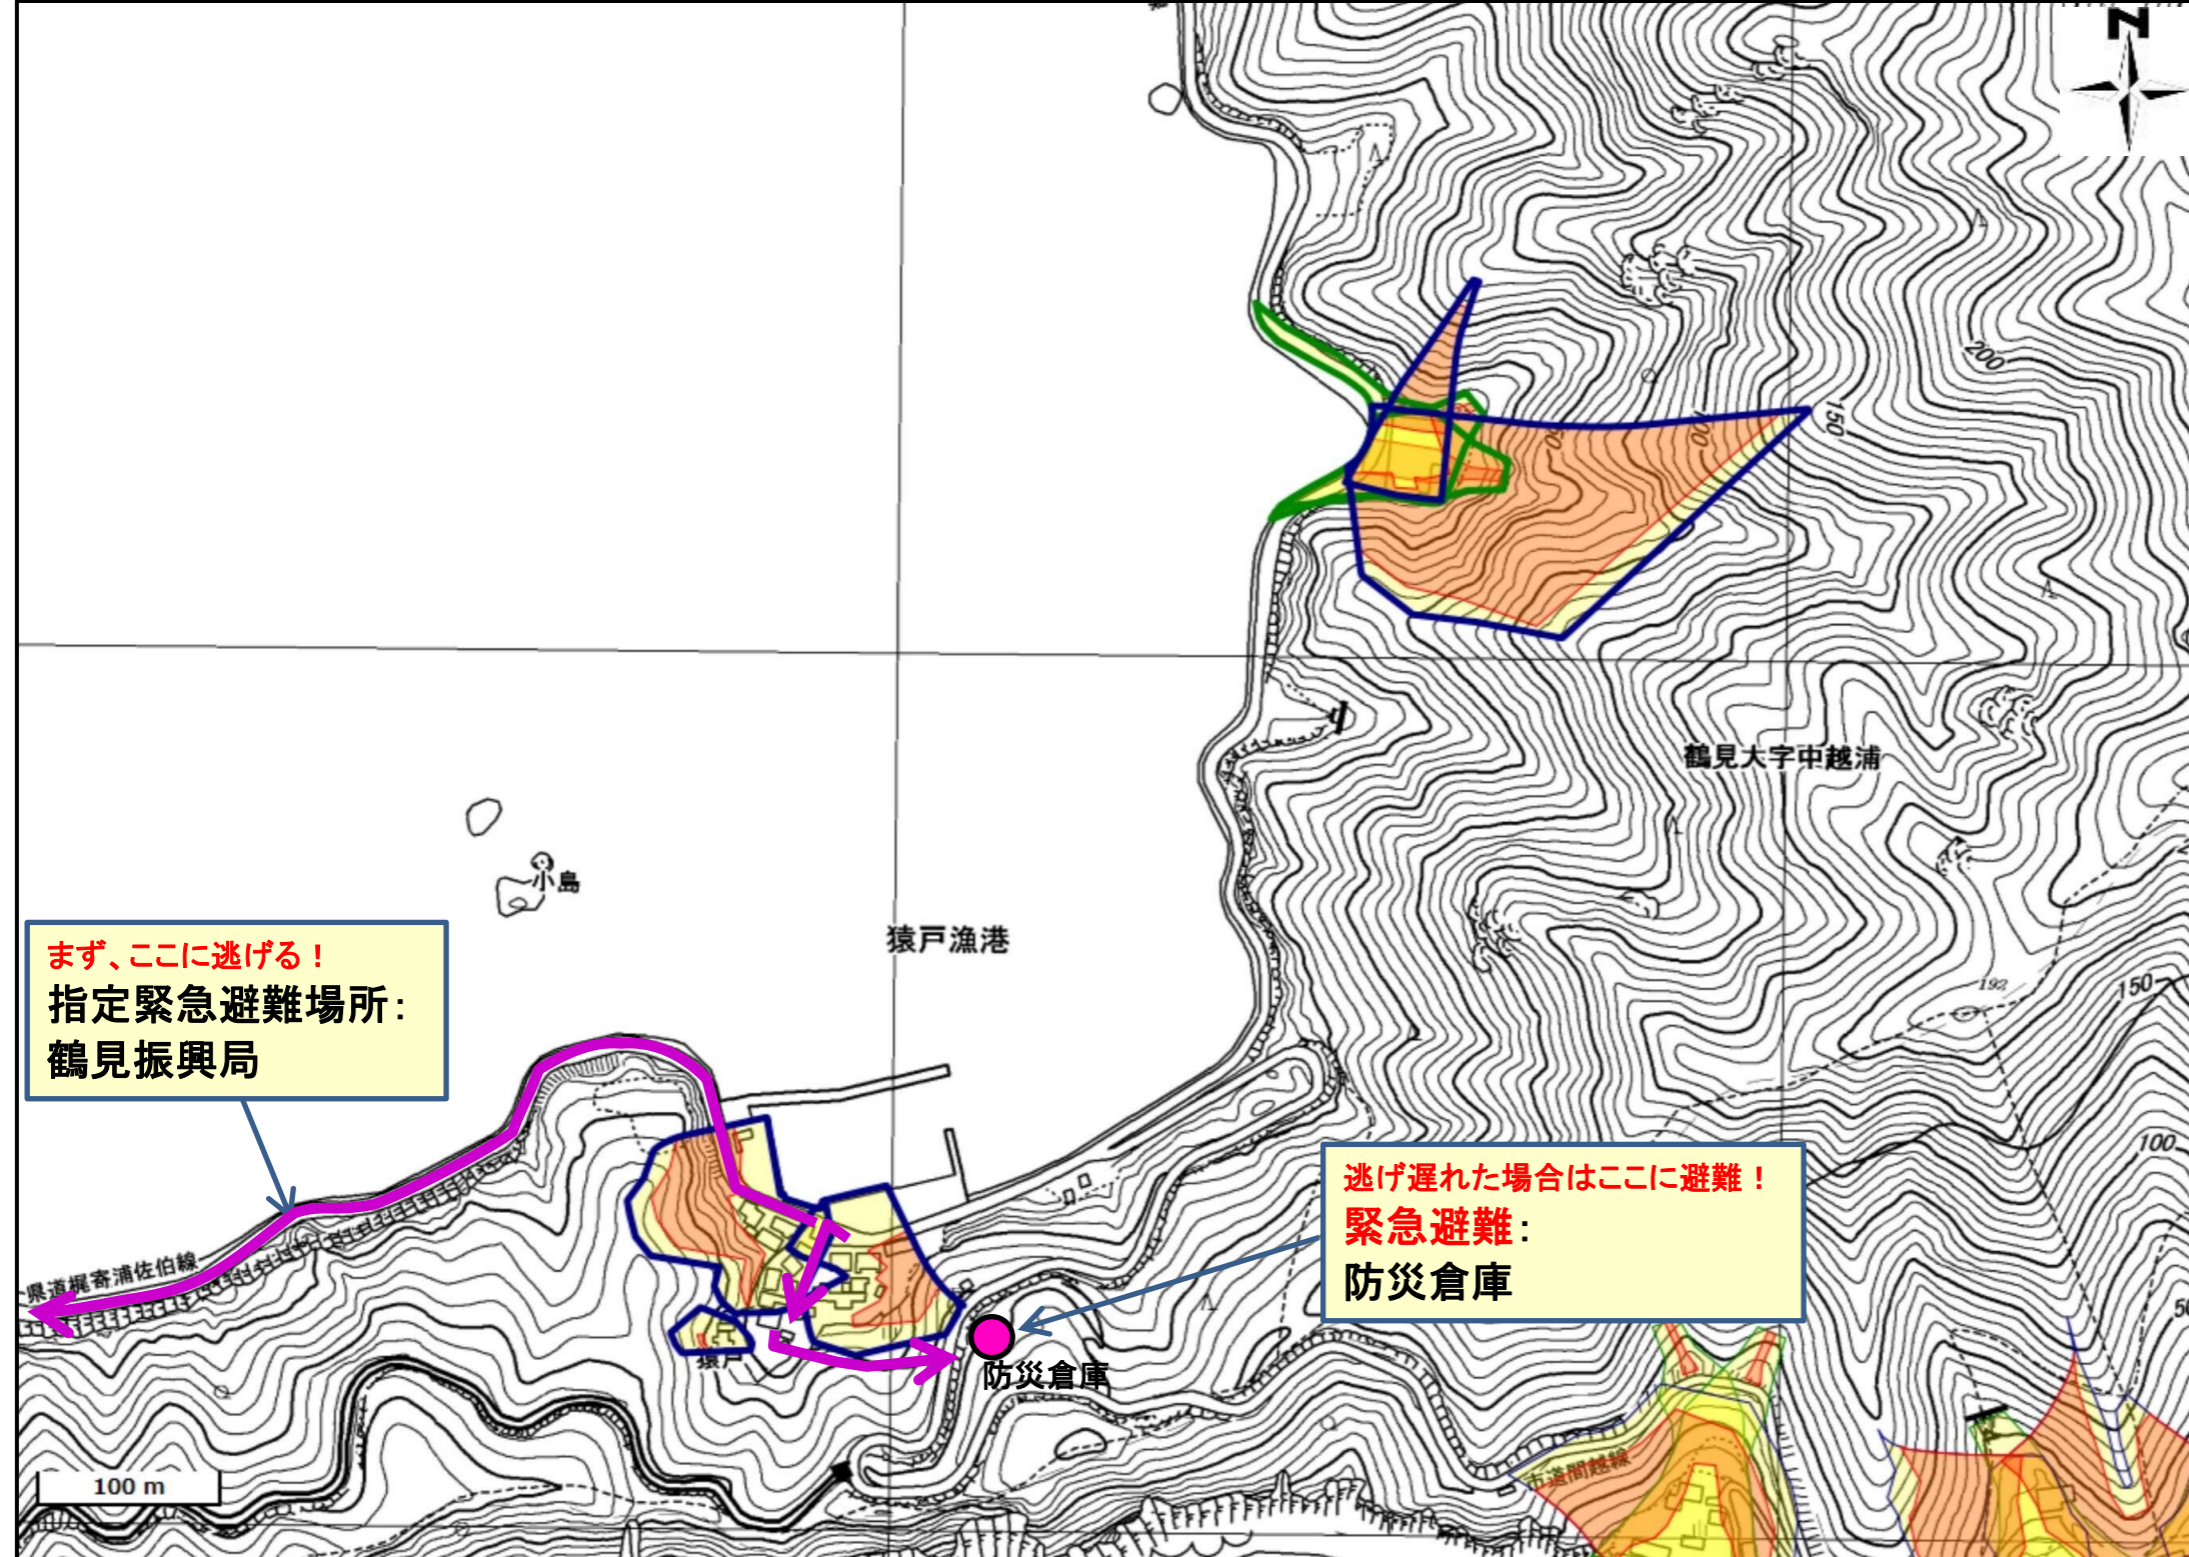 N
200
150
50
100
鶴見大字中越浦
小島
猿戸漁港
192
150
まず、ここに逃げる！
指定緊急避難場所：
鶴見振興局
100
逃げ遅れた場合はここに避難！
緊急避難：
防災倉庫
県道梶寄浦佐伯線
50
猿戸
防災倉庫
市道間越線
100 m